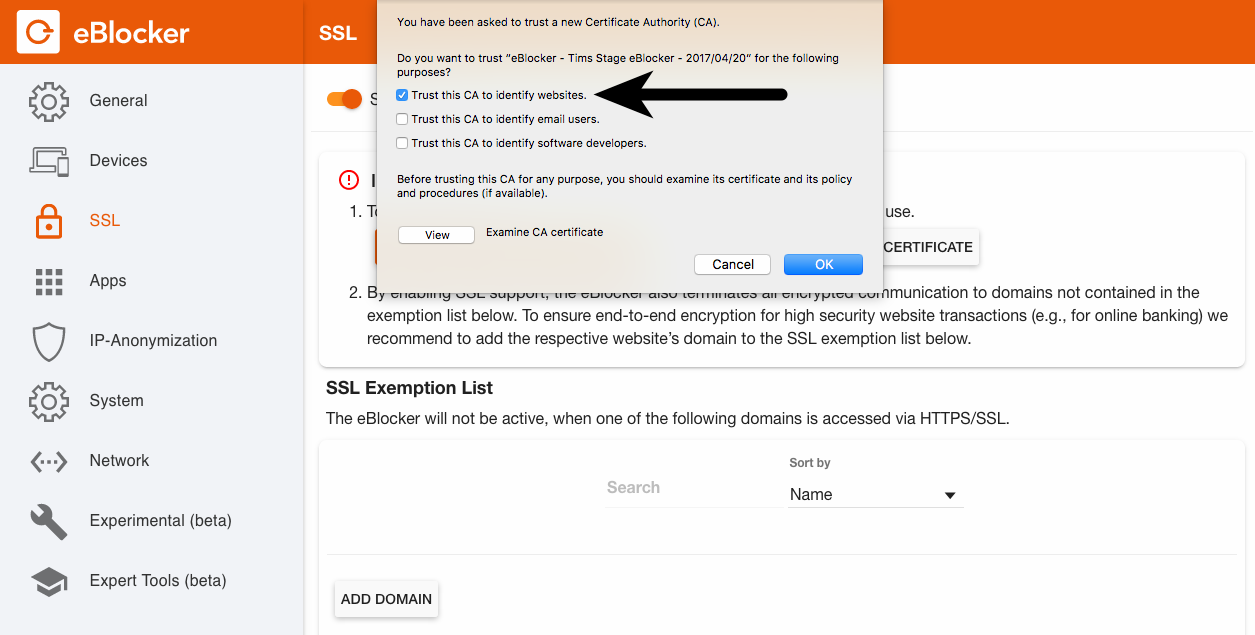 eBlocker
SSL
General
Devices
SSL
Apps
IP-Anonymization
System
Network
Experimental (beta)
Expert Tools (beta)
You have been asked to trust a new Certificate Authority (CA).
Do you want to trust “eBlocker - Tims Stage eBlocker - 2017/04/20” for the following
purposes?
Trust this CA to identify websites.
Trust this CA to identify email users.
Trust this CA to identify software developers.
Before trusting this CA for any purpose, you should examine its certificate and its policy
and procedures (if available).
View Examine CA certificate
Cancel OK
1. use.
CERTIFICATE
2. By enabling SSL support, the eBlocker also terminates all encrypted communication to domains not contained in the
exemption list below. To ensure end-to-end encryption for high security website transactions (e.g., for online banking) we
recommend to add the respective website’s domain to the SSL exemption list below.
SSL Exemption List
The eBlocker will not be active, when one of the following domains is accessed via HTTPS/SSL.
Sort by
Search
Name
ADD DOMAIN